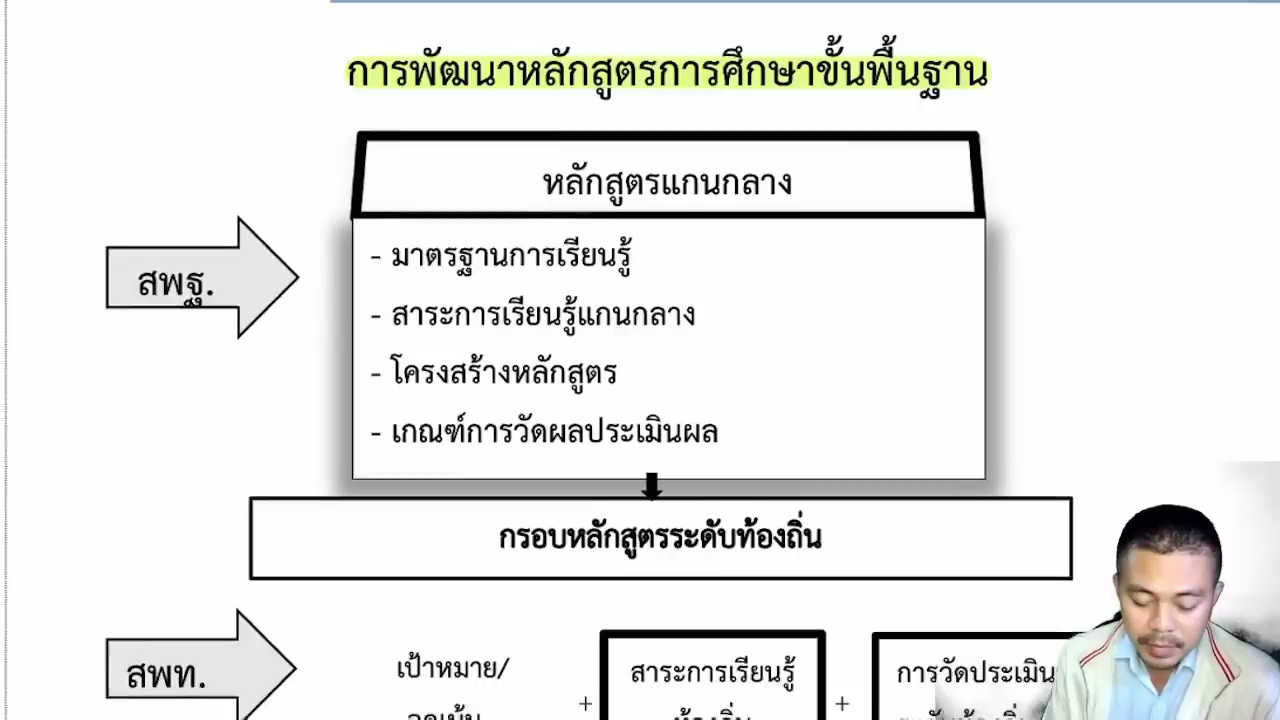 การพัฒนาหลักสูตรการศึกษาขั้นพื้นฐาน
หลักสูตรแกนกลาง
สพฐ.
- มาตรฐานการเรียนรู้
- สาระการเรียนรู้แกนกลาง
- โครงสร้างหลักสูตร
- เกณฑ์การวัดผลประเมินผล
กรอบหลักสูตรระดับท้องถิ่น
สพท.
เป้าหมาย/
+
สาระการเรียนรู้
+
การวัดประเมิน